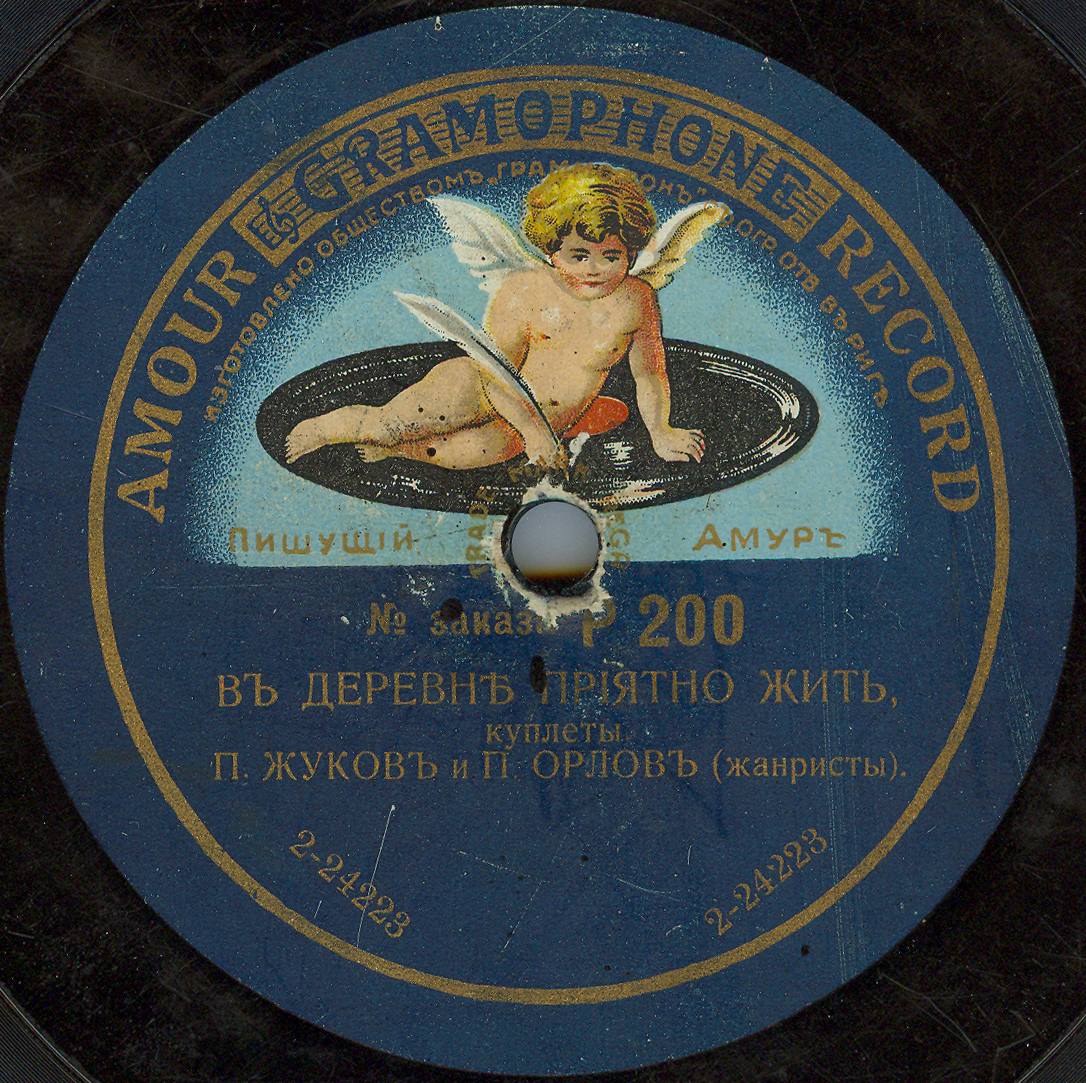 AMOUR GRAMOPHONE RECORD
ИЗГОТОВЛЕНО ОБЩЕСТВОМЪ ОГР ОТВ ВЪ РИГѢ
TRADE
ПИШУЩІЙ АМУРЪ
№ заказа P 200
ВЪ ДЕРЕВНѢ ПРІЯТНО ЖИТЬ,
куплеты.
П. ЖУКОВЪ и П. ОРЛОВЪ (жанристы).
2-24223 2-24223